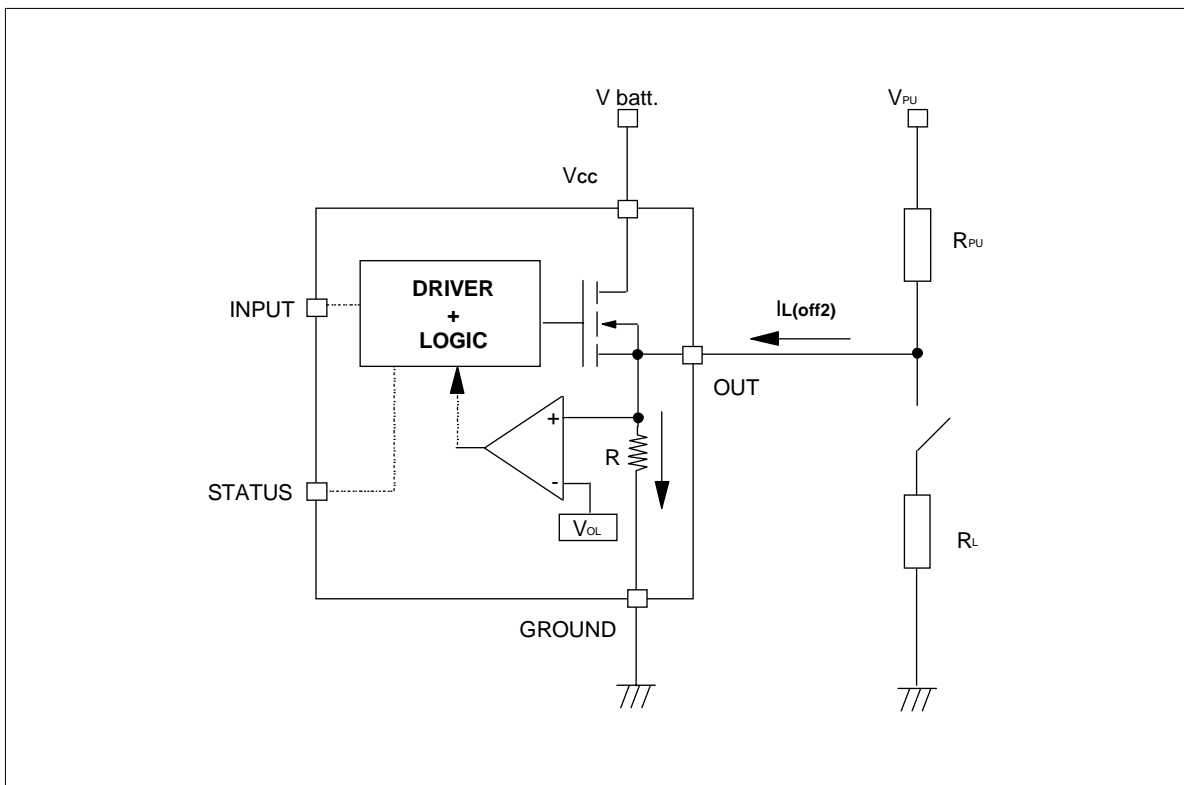 V batt.
VPU
Vcc
RPU
DRIVER
+
LOGIC
INPUT
IL(off2)
OUT
+
R
STATUS
-
VOL
RL
GROUND